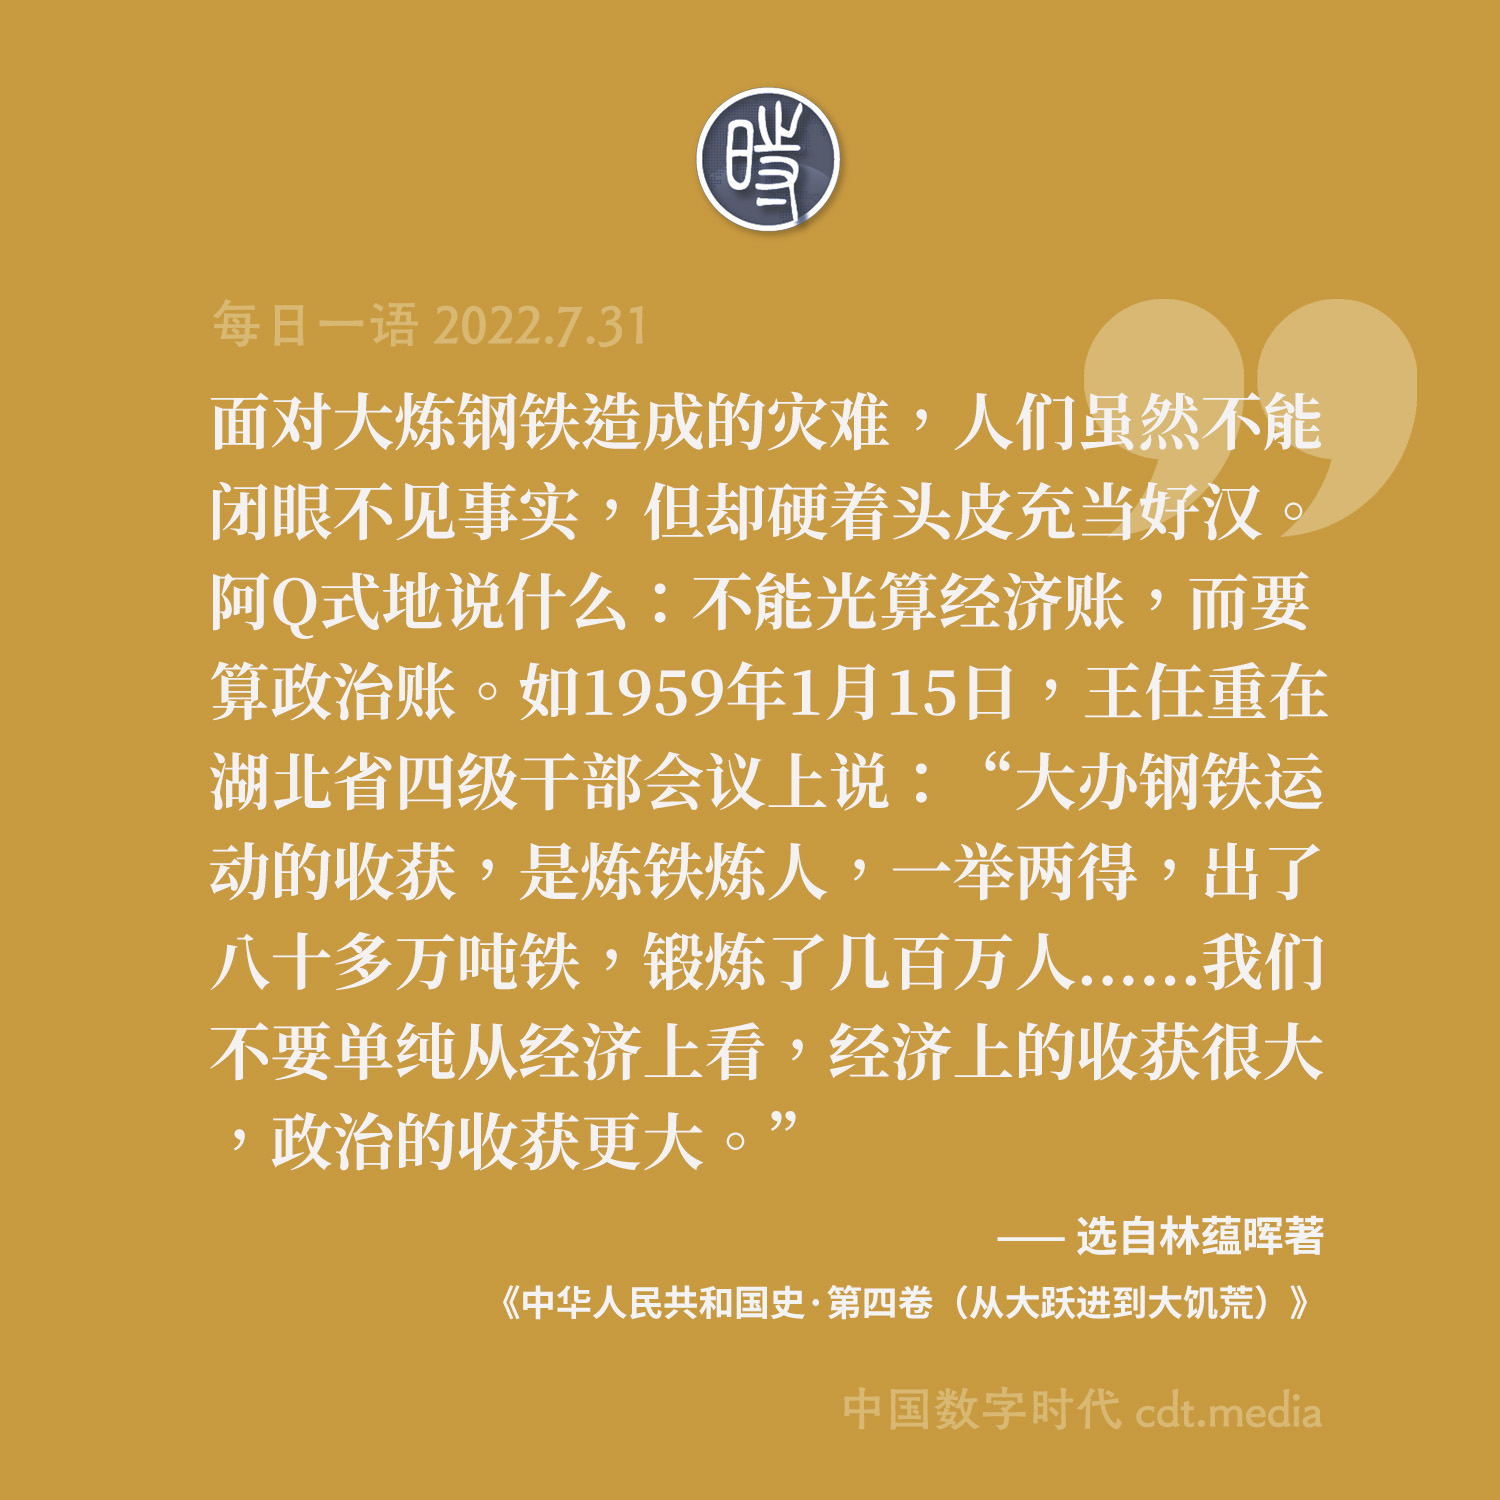 時
每日一语 2022.7.31
面对大炼钢铁造成的灾难，人们虽然不能
闭眼不见事实，但却硬着头皮充当好汉。
阿Q式地说什么：不能光算经济账，而要
算政治账。如1959年1月15日，王任重在
湖北省四级干部会议上说：“大办钢铁运
动的收获，是炼铁炼人，一举两得，出了
八十多万吨铁，锻炼了几百万人……我们
不要单纯从经济上看，经济上的收获很大
，政治的收获更大。”
—— 选自林蕴晖著
《中华人民共和国史·第四卷（从大跃进到大饥荒）》
中国数字时代 cdt.media